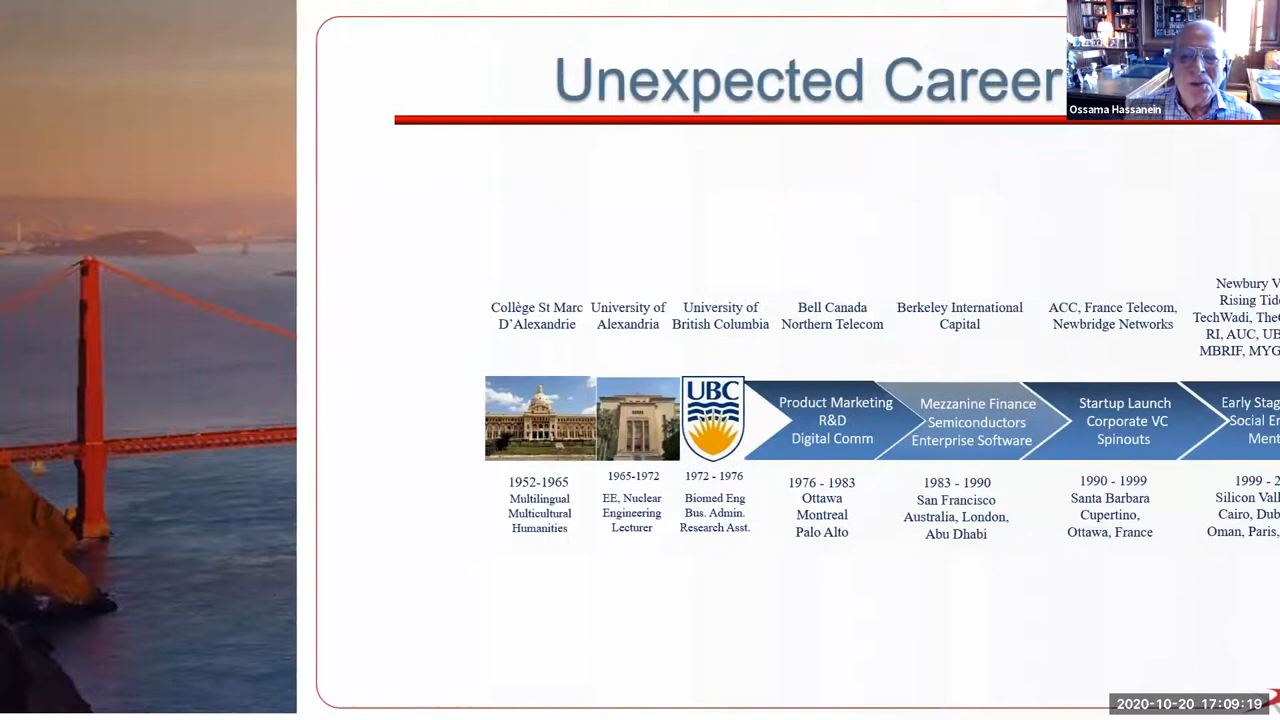 Unexpected Career
Ossama Hassanein
Collège St Marc
D’Alexandrie
University of
Alexandria
University of
British Columbia
Bell Canada
Northern Telecom
Berkeley International
Capital
ACC, France Telecom,
Newbridge Networks
Newbury V
Rising Tid
TechWadi, The
RI, AUC, UB
MBRIF, MYG
UBC
Product Marketing
R&D
Digital Comm
Mezzanine Finance
Semiconductors
Enterprise Software
Startup Launch
Corporate VC
Spinouts
Early Stag
Social En
Ment
1952-1965
Multilingual
Multicultural
Humanities
1965-1972
EE, Nuclear
Engineering
Lecturer
1972 - 1976
Biomed Eng
Bus. Admin.
Research Asst.
1976 - 1983
Ottawa
Montreal
Palo Alto
1983 - 1990
San Francisco
Australia, London,
Abu Dhabi
1990 - 1999
Santa Barbara
Cupertino,
Ottawa, France
1999 - 2
Silicon Vall
Cairo, Dub
Oman, Paris,
2020-10-20 17:09:19